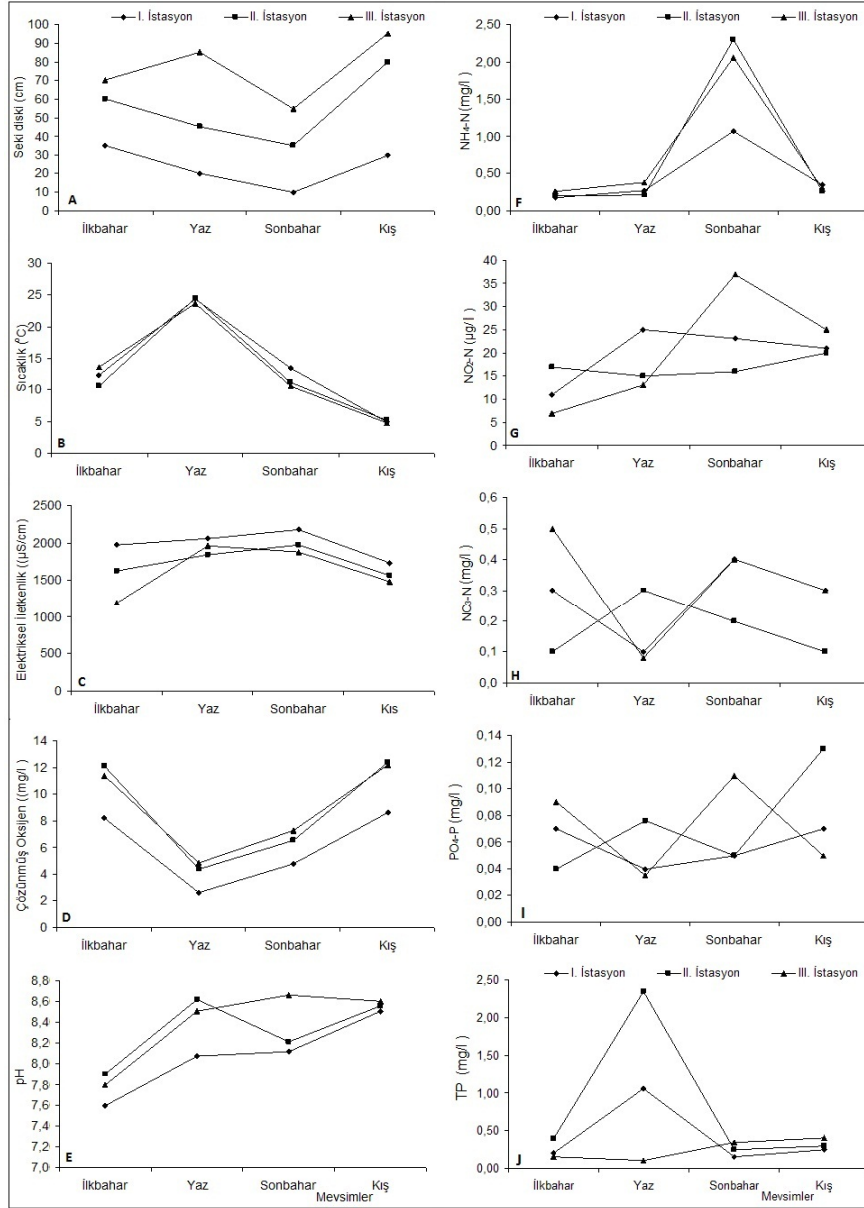 I. İstasyon II. İstasyon III. İstasyon
Seki diski (cm)
100
90
80
70
60
50
40
30
20
10
0
A
İlkbahar Yaz Sonbahar Kış
Sıcaklık (°C)
30
25
20
15
10
5
0
B
İlkbahar Yaz Sonbahar Kış
Elektriksel İletkenlik ((µS/cm)
2500
2000
1500
1000
500
0
C
İlkbahar Yaz Sonbahar Kıs
Çözünmüş Oksijen ((mg/l)
14
12
10
8
6
4
2
0
D
İlkbahar Yaz Sonbahar Kış
pH
8,8
8,6
8,4
8,2
8,0
7,8
7,6
7,4
7,2
7,0
E
İlkbahar Yaz Sonbahar Kış
Mevsimler
I. İstasyon II. İstasyon III. İstasyon
NH₄-N (mg/l)
2,50
2,00
1,50
1,00
0,50
0,00
F
İlkbahar Yaz Sonbahar Kış
NO₂-N (µg/l)
40
35
30
25
20
15
10
5
0
G
İlkbahar Yaz Sonbahar Kış
NO₃-N (mg/l)
0,6
0,5
0,4
0,3
0,2
0,1
0,0
H
İlkbahar Yaz Sonbahar Kış
PO₄-P (mg/l)
0,14
0,12
0,10
0,08
0,06
0,04
0,02
0,00
I
İlkbahar Yaz Sonbahar Kış
I. İstasyon II. İstasyon III. İstasyon
TP (mg/l)
2,50
2,00
1,50
1,00
0,50
0,00
J
İlkbahar Yaz Sonbahar Kış
Mevsimler